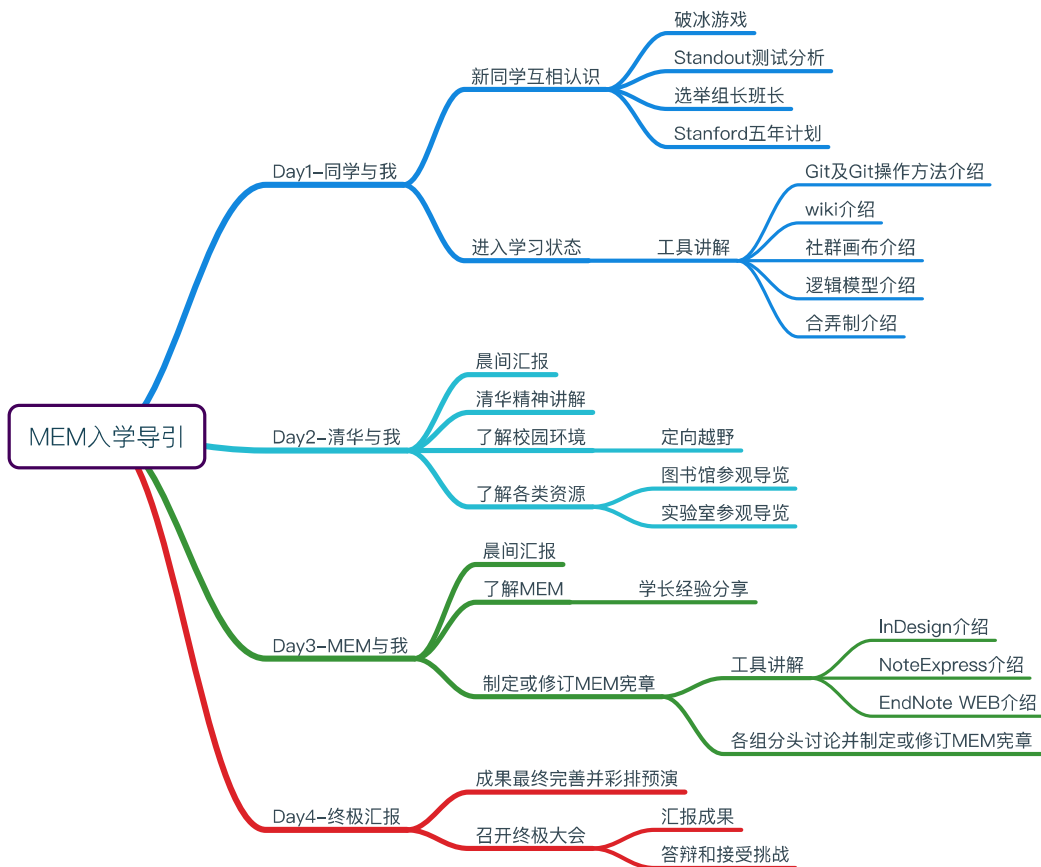 MEM入学导引
Day1-同学与我
新同学互相认识
破冰游戏
Standout测试分析
选举组长班长
Stanford五年计划
进入学习状态
工具讲解
Git及Git操作方法介绍
wiki介绍
社群画布介绍
逻辑模型介绍
合弄制介绍
Day2-清华与我
晨间汇报
清华精神讲解
了解校园环境
定向越野
了解各类资源
图书馆参观导览
实验室参观导览
Day3-MEM与我
晨间汇报
了解MEM
学长经验分享
制定或修订MEM宪章
工具讲解
InDesign介绍
NoteExpress介绍
EndNote WEB介绍
各组分头讨论并制定或修订MEM宪章
Day4-终极汇报
成果最终完善并彩排预演
召开终极大会
汇报成果
答辩和接受挑战